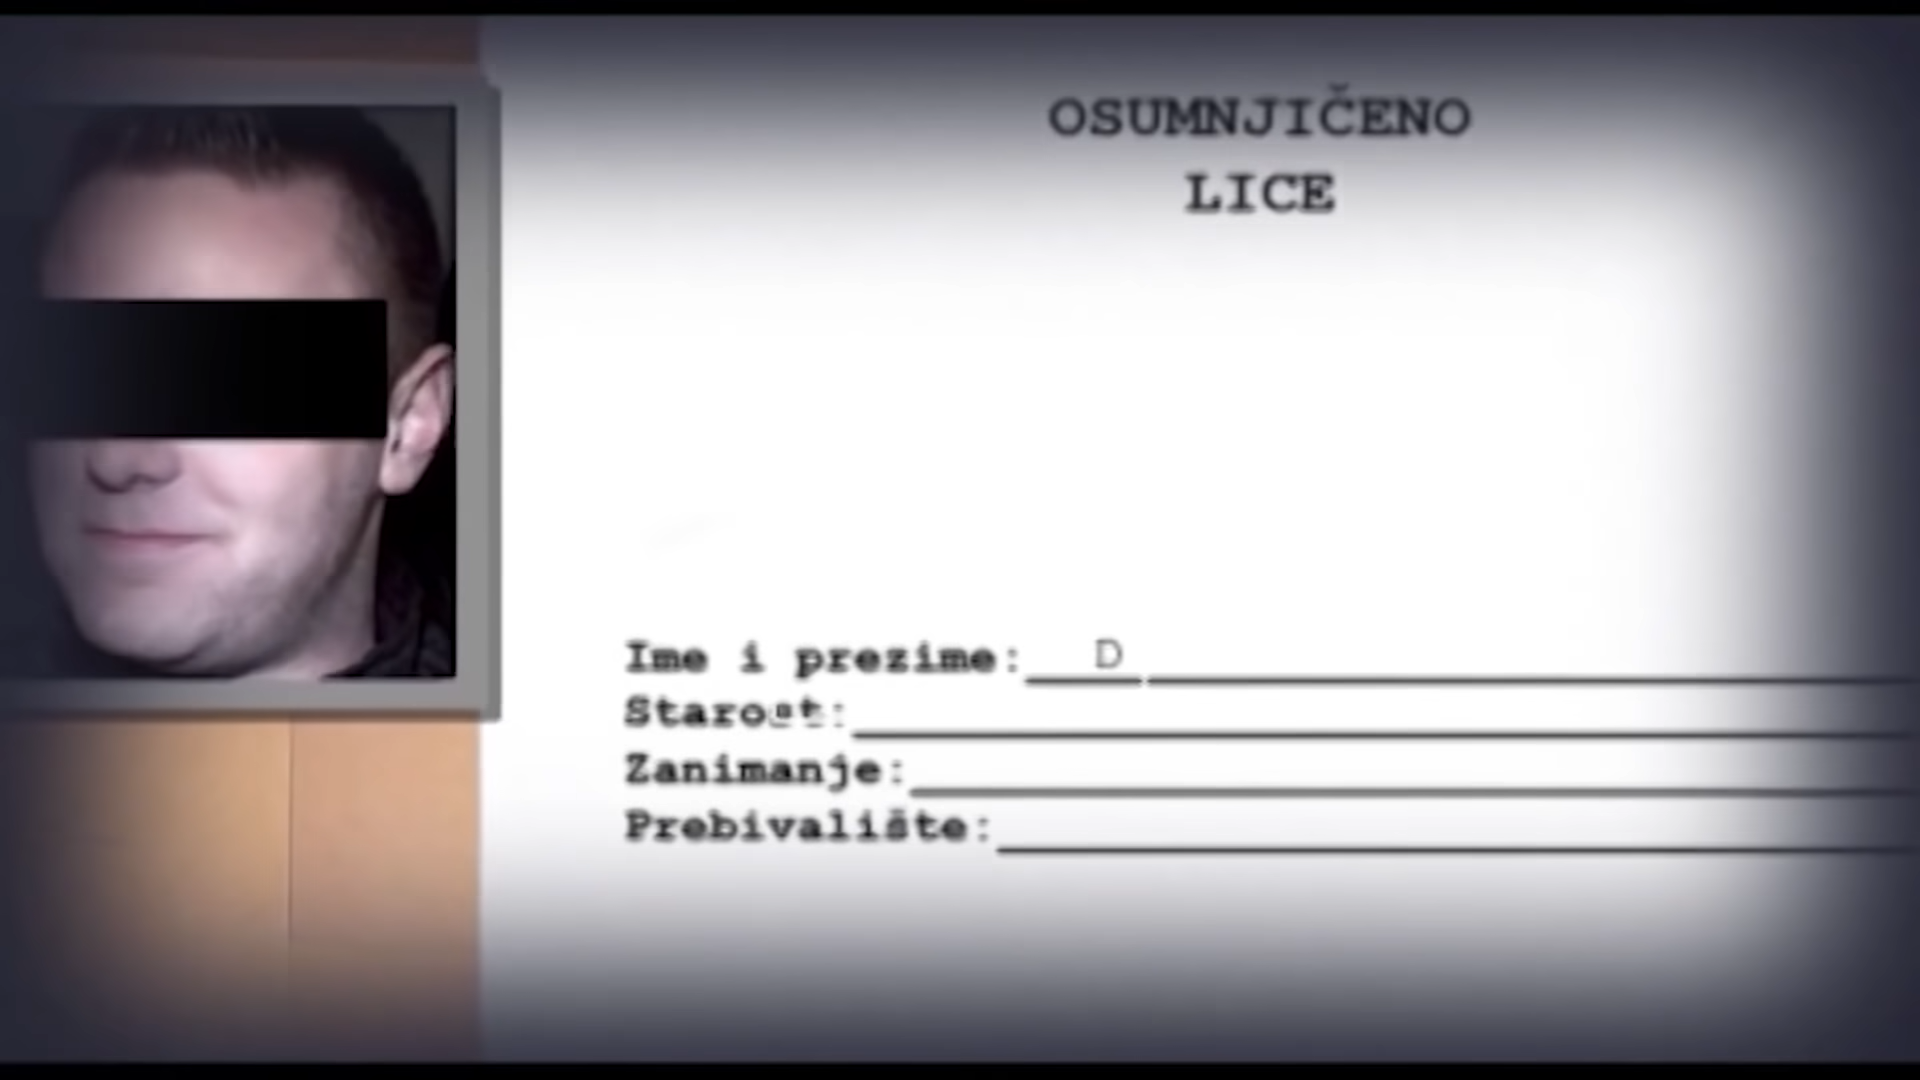 OSUMNJIČENO
LICE
Ime i prezime: D
Starost:
Zanimanje:
Prebivalište: